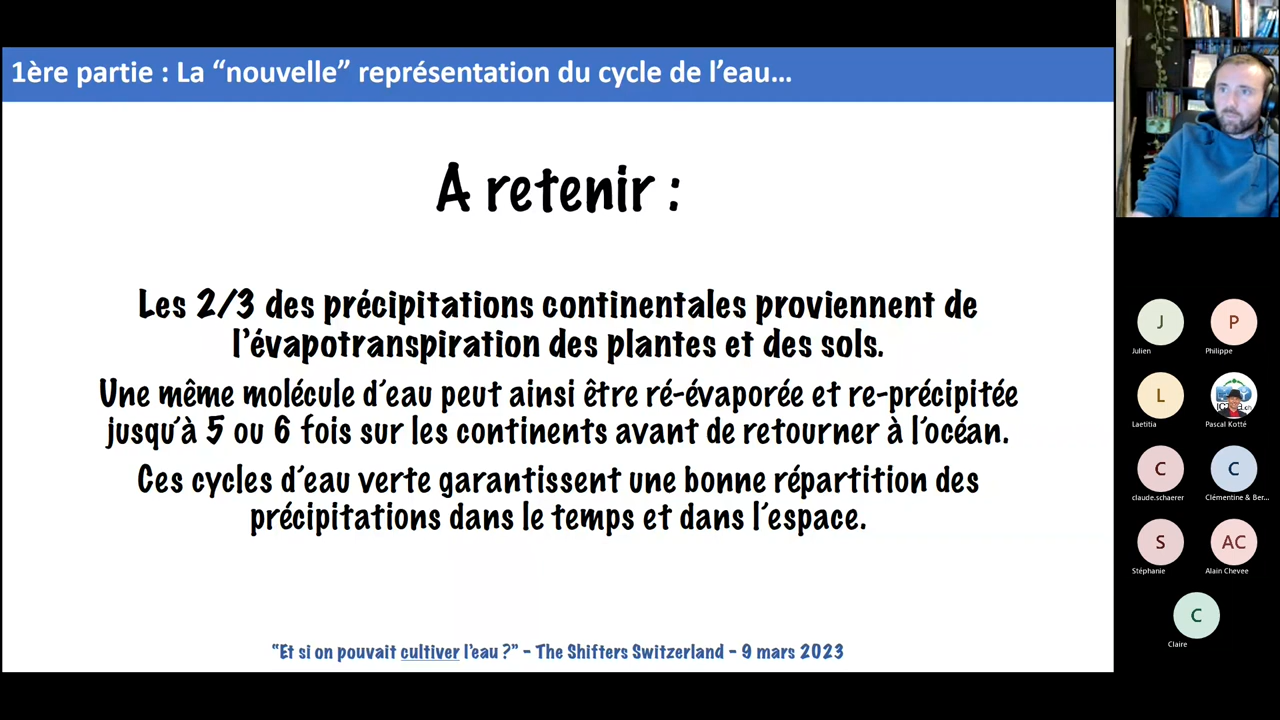 1ère partie : La “nouvelle” représentation du cycle de l’eau…
A retenir :
Les 2/3 des précipitations continentales proviennent de
l’évapotranspiration des plantes et des sols.
Une même molécule d’eau peut ainsi être ré-évaporée et re-précipitée
jusqu’à 5 ou 6 fois sur les continents avant de retourner à l’océan.
Ces cycles d’eau verte garantissent une bonne répartition des
précipitations dans le temps et dans l’espace.
“Et si on pouvait cultiver l’eau ?” – The Shifters Switzerland – 9 mars 2023
J
P
Julien
Philippe
L
Laetitia
Pascal Kotté
C
C
claude.schaerer
Clémentine & Ber...
S
AC
Stéphanie
Alain Chevee
C
Claire